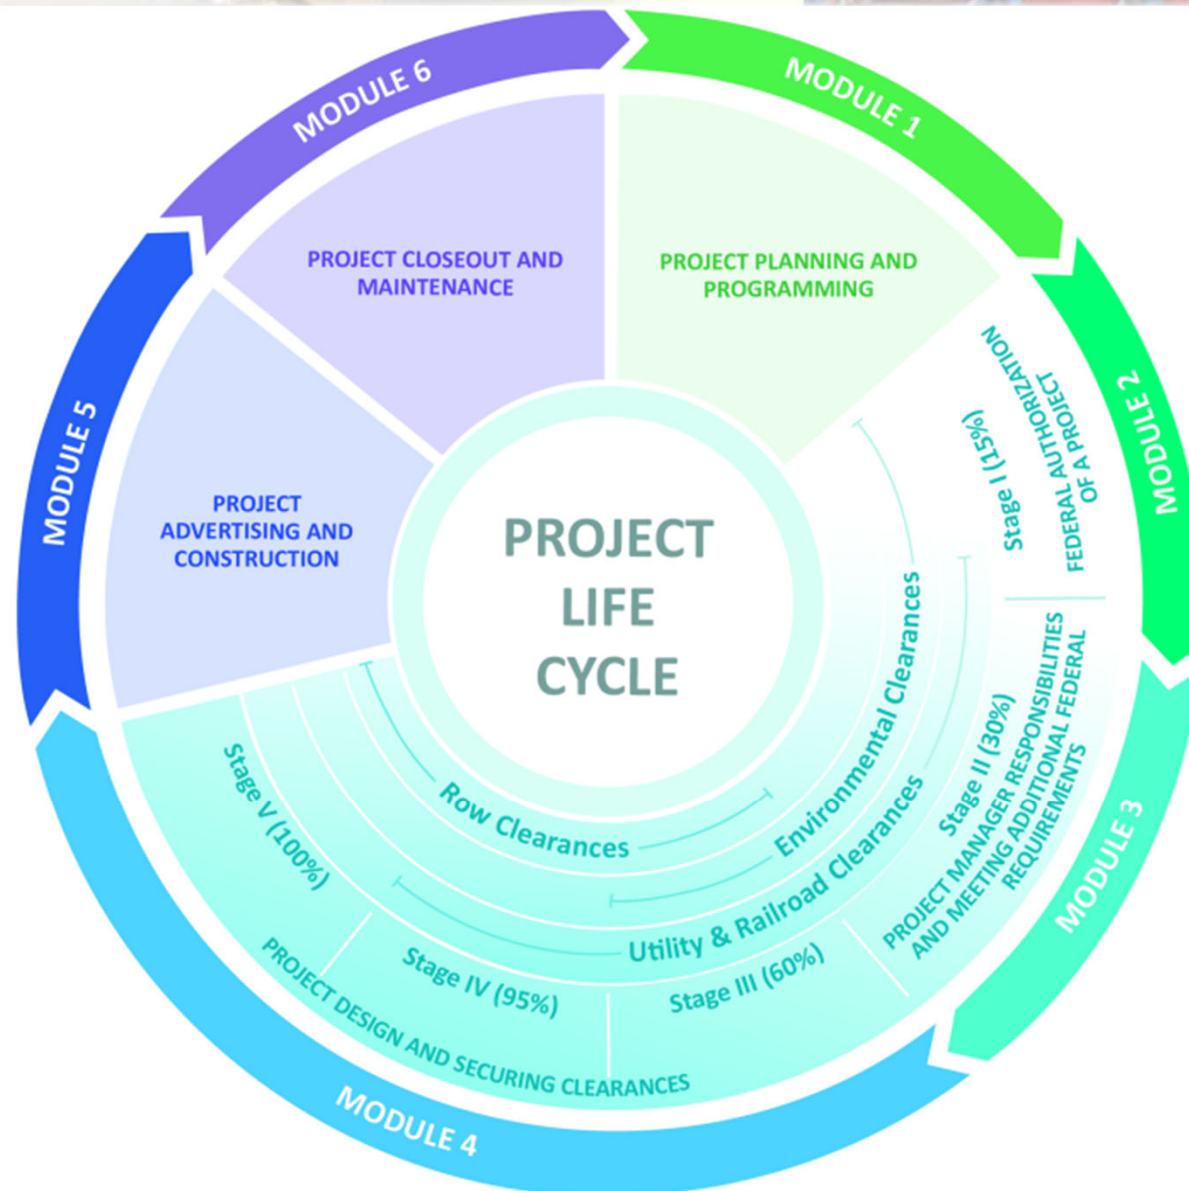 MODULE 1
MODULE 2
MODULE 3
MODULE 4
MODULE 5
MODULE 6
PROJECT PLANNING AND
PROGRAMMING
FEDERAL AUTHORIZATION
OF A PROJECT
Stage I (15%)
Stage II (30%)
PROJECT MANAGER RESPONSIBILITIES
AND MEETING ADDITIONAL FEDERAL
REQUIREMENTS
Stage III (60%)
Stage IV (95%)
Stage V (100%)
PROJECT DESIGN AND SECURING CLEARANCES
Environmental Clearances
Utility & Railroad Clearances
Row Clearances
PROJECT
ADVERTISING AND
CONSTRUCTION
PROJECT CLOSEOUT AND
MAINTENANCE
PROJECT
LIFE
CYCLE